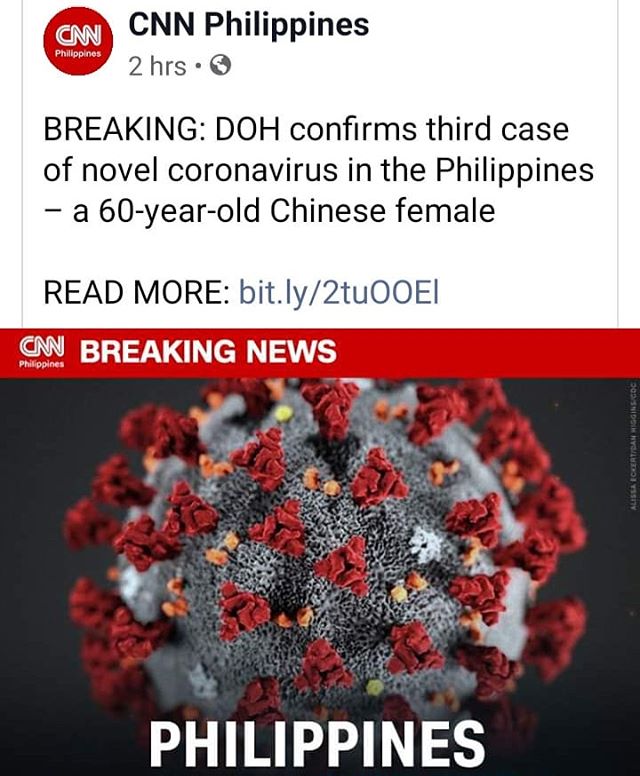 CNN
Philippines
CNN Philippines
2 hrs •
BREAKING: DOH confirms third case
of novel coronavirus in the Philippines
– a 60-year-old Chinese female
READ MORE: bit.ly/2tuOOEl
CNN
Philippines
BREAKING NEWS
ALISSA ECKERT/DAN HIGGINS/CDC
PHILIPPINES